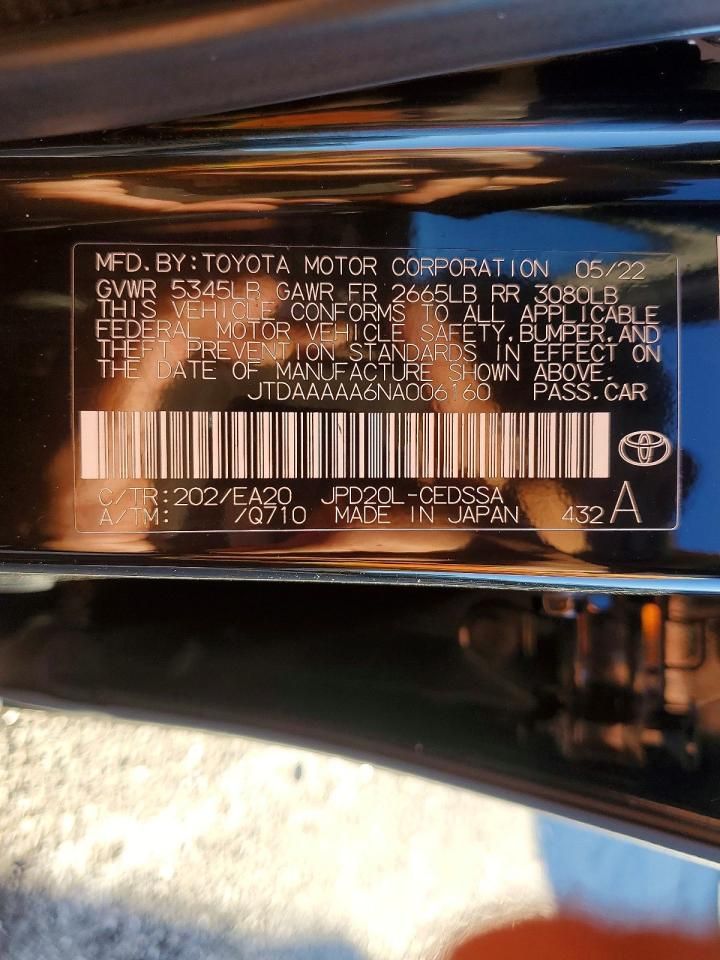 MFD.BY:TOYOTA MOTOR CORPORATION 05/22
GVWR 5345LB GAWR FR 2665LB RR 3080LB
THIS VEHICLE CONFORMS TO ALL APPLICABLE
FEDERAL MOTOR VEHICLE SAFETY,BUMPER,AND
THEFT PREVENTION STANDARDS IN EFFECT ON
THE DATE OF MANUFACTURE SHOWN ABOVE.
JTDAAAAA6NA006160 PASS.CAR
C/TR:202/EA20 JPD20L-CEDSSA
A/TM: /Q710 MADE IN JAPAN 432 A